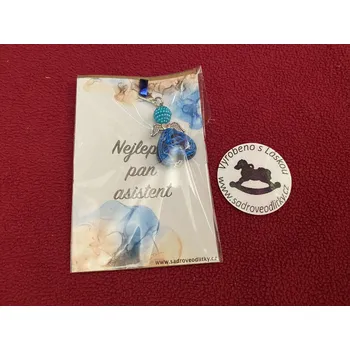 Nejlepší
pan
asistent
www.sadroveodlitky.cz
Vyrobeno s Láskou
www.sadroveodlitky.cz